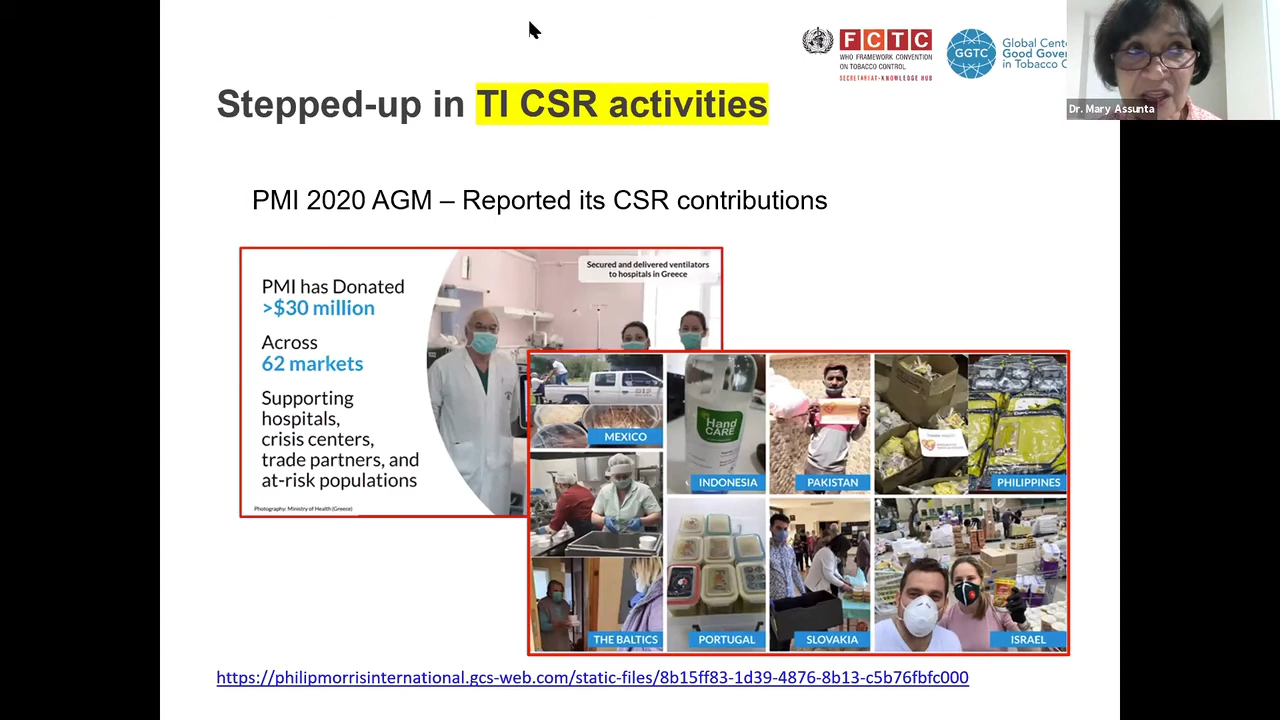 FCTC
WHO FRAMEWORK CONVENTION
ON TOBACCO CONTROL
SECRETARIAT-KNOWLEDGE HUB
GGTC
Global Cent
Good Gover
in Tobacco C
Dr. Mary Assunta
Stepped-up in TI CSR activities
PMI 2020 AGM – Reported its CSR contributions
PMI has Donated
>$30 million
Across
62 markets
Supporting
hospitals,
crisis centers,
trade partners, and
at-risk populations
Photography: Ministry of Health (Greece)
Secured and delivered ventilators
to hospitals in Greece
MEXICO
Hand
CARE
INDONESIA
PAKISTAN
PHILIPPINES
THE BALTICS
PORTUGAL
SLOVAKIA
ISRAEL
https://philipmorrisinternational.gcs-web.com/static-files/8b15ff83-1d39-4876-8b13-c5b76fbfc000